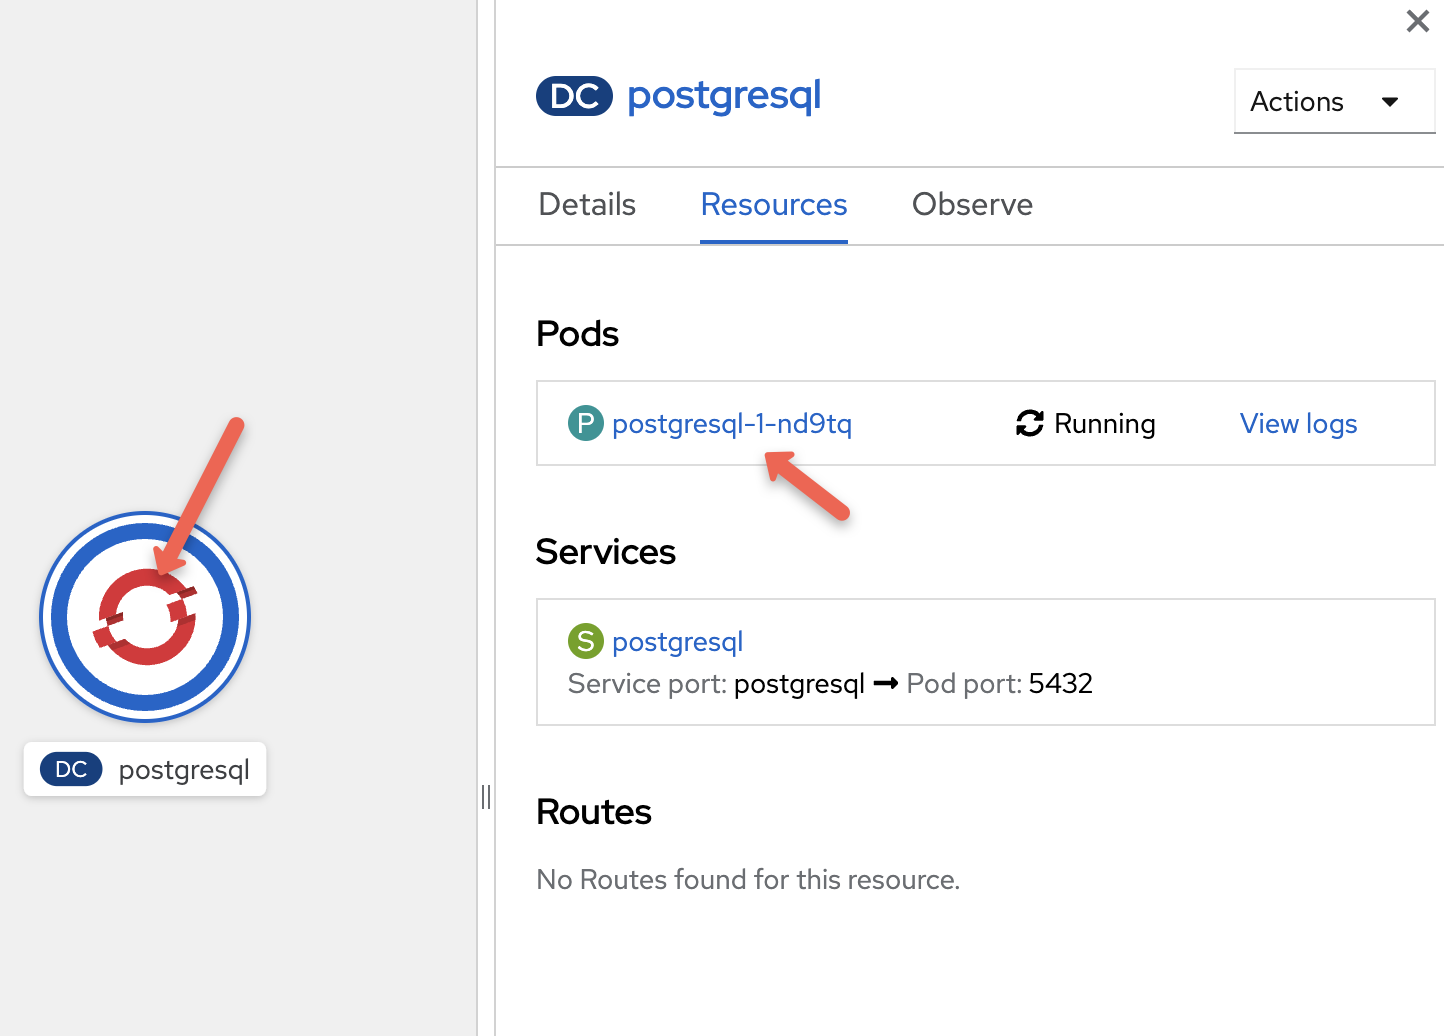 DC postgresql
Actions
Details Resources Observe
Pods
P postgresql-1-nd9tq Running View logs
Services
S postgresql
Service port: postgresql ➞ Pod port: 5432
DC postgresql
Routes
No Routes found for this resource.